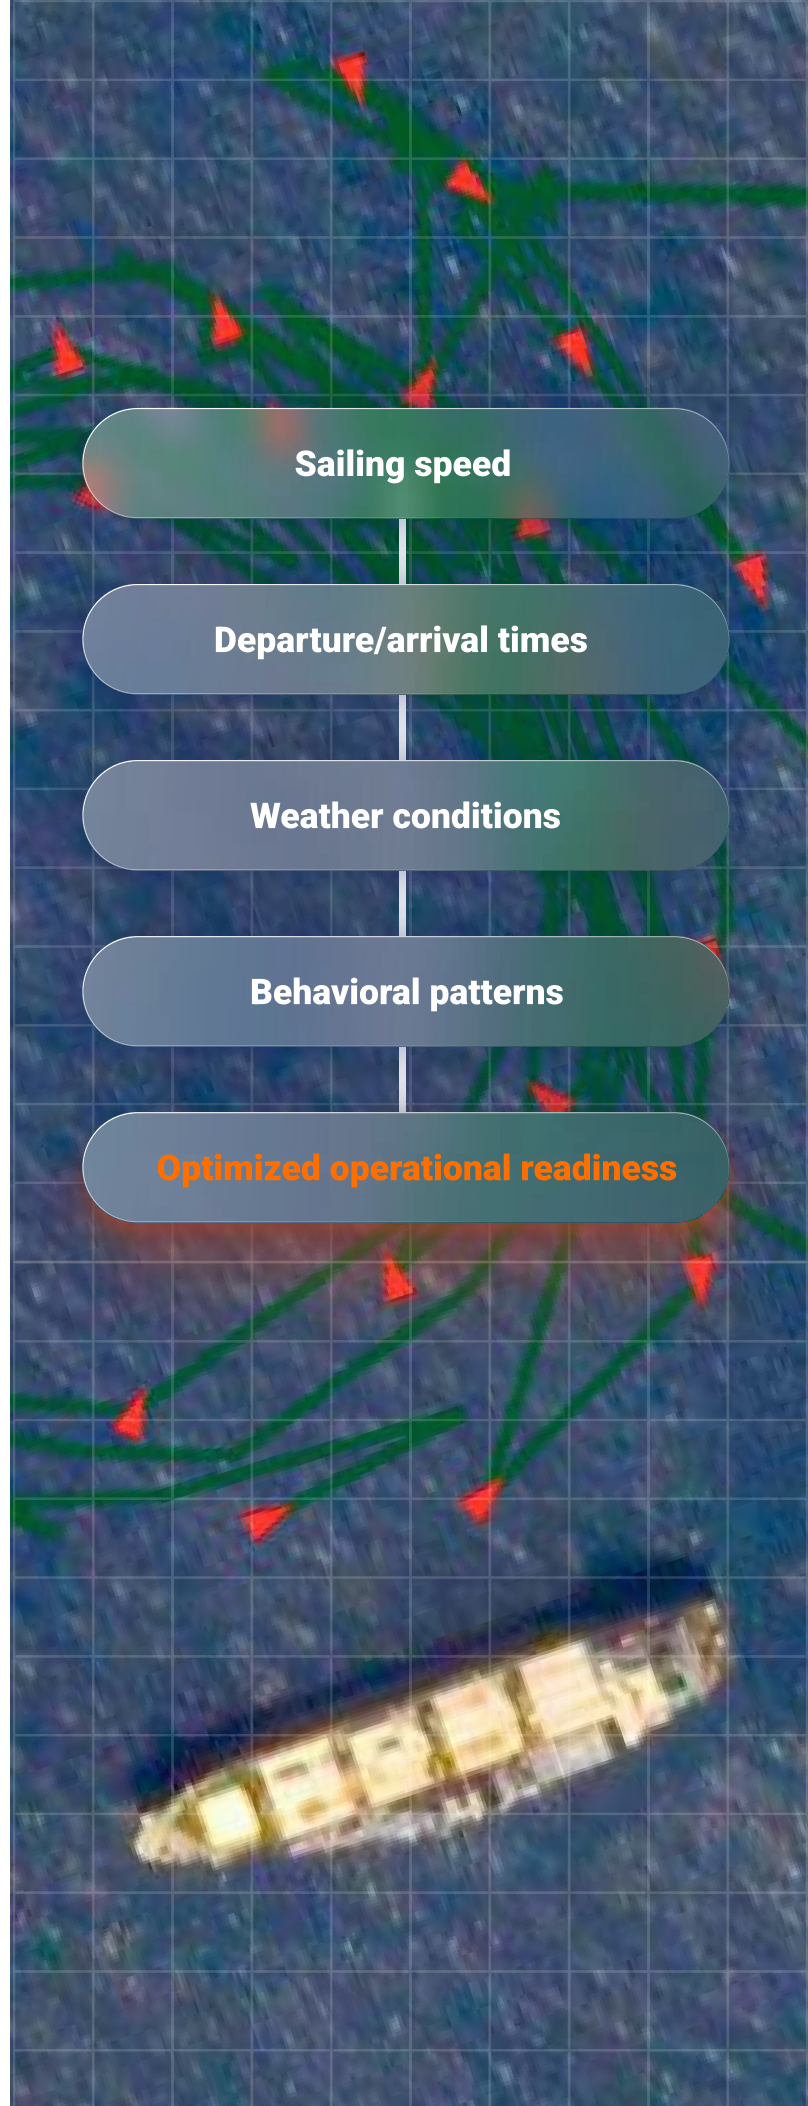 Sailing speed
Departure/arrival times
Weather conditions
Behavioral patterns
Optimized operational readiness